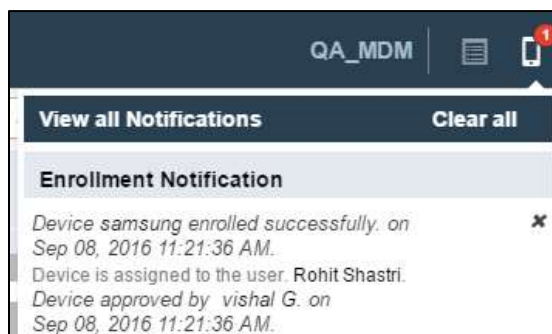 QA_MDM
1
View all Notifications Clear all
Enrollment Notification
Device samsung enrolled successfully. on
Sep 08, 2016 11:21:36 AM.
Device is assigned to the user. Rohit Shastri.
Device approved by vishal G. on
Sep 08, 2016 11:21:36 AM.